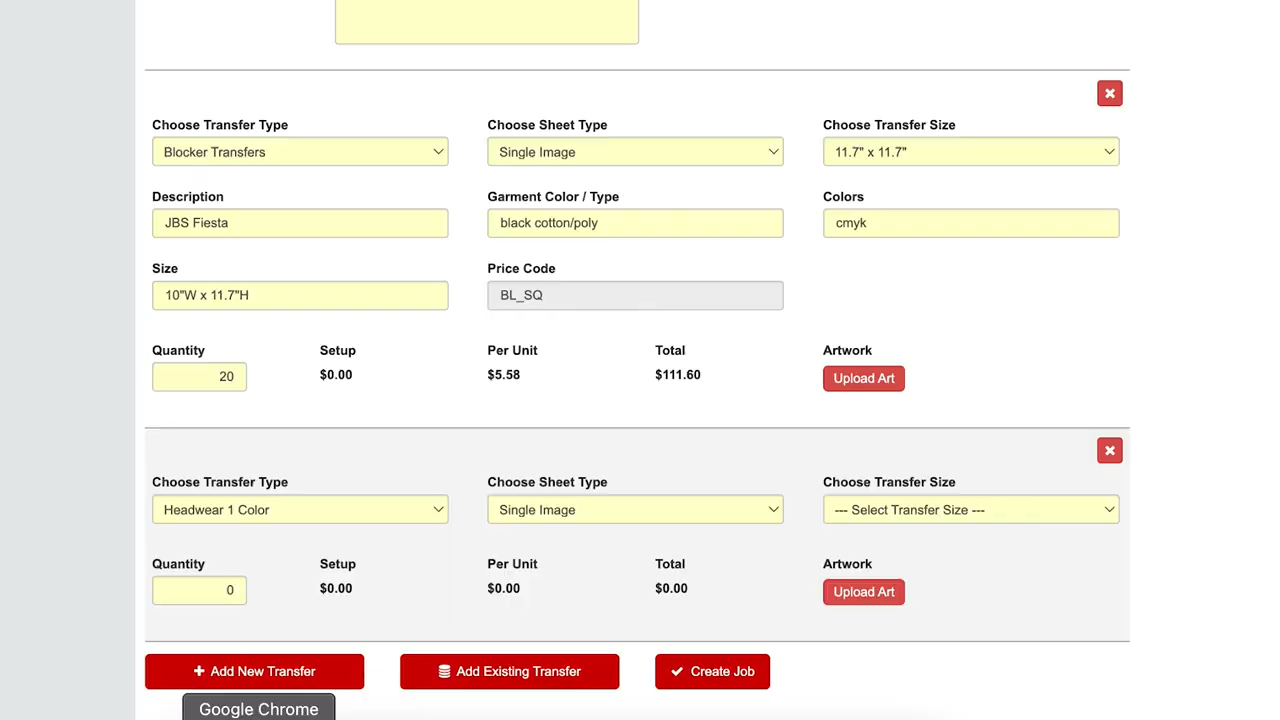 Choose Transfer Type Choose Sheet Type Choose Transfer Size
Blocker Transfers Single Image 11.7" x 11.7"
Description Garment Color / Type Colors
JBS Fiesta black cotton/poly cmyk
Size Price Code
10"W x 11.7"H BL_SQ
Quantity Setup Per Unit Total Artwork
20 $0.00 $5.58 $111.60 Upload Art
Choose Transfer Type Choose Sheet Type Choose Transfer Size
Headwear 1 Color Single Image --- Select Transfer Size ---
Quantity Setup Per Unit Total Artwork
0 $0.00 $0.00 $0.00 Upload Art
Add New Transfer Add Existing Transfer Create Job
Google Chrome